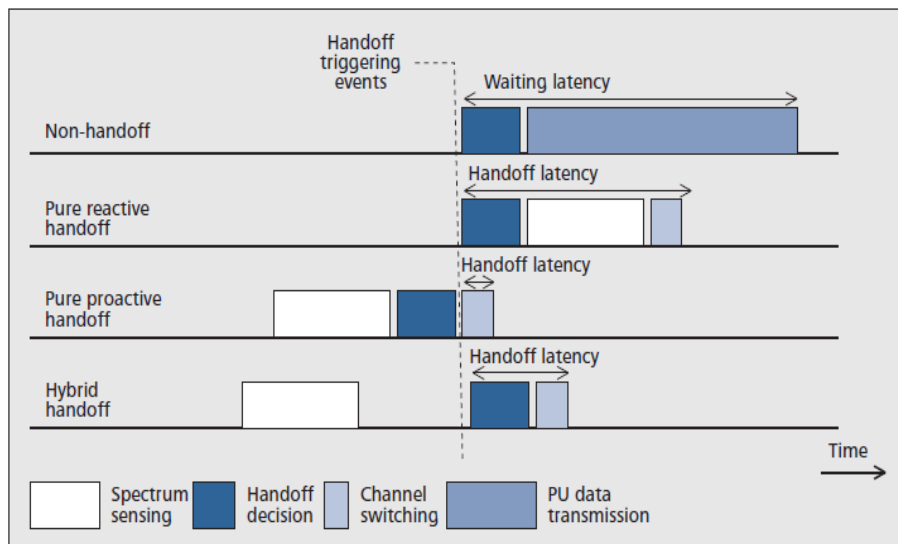 Handoff
triggering
events
Waiting latency
Non-handoff
Handoff latency
Pure reactive
handoff
Handoff latency
Pure proactive
handoff
Handoff latency
Hybrid
handoff
Time
Spectrum
sensing
Handoff
decision
Channel
switching
PU data
transmission